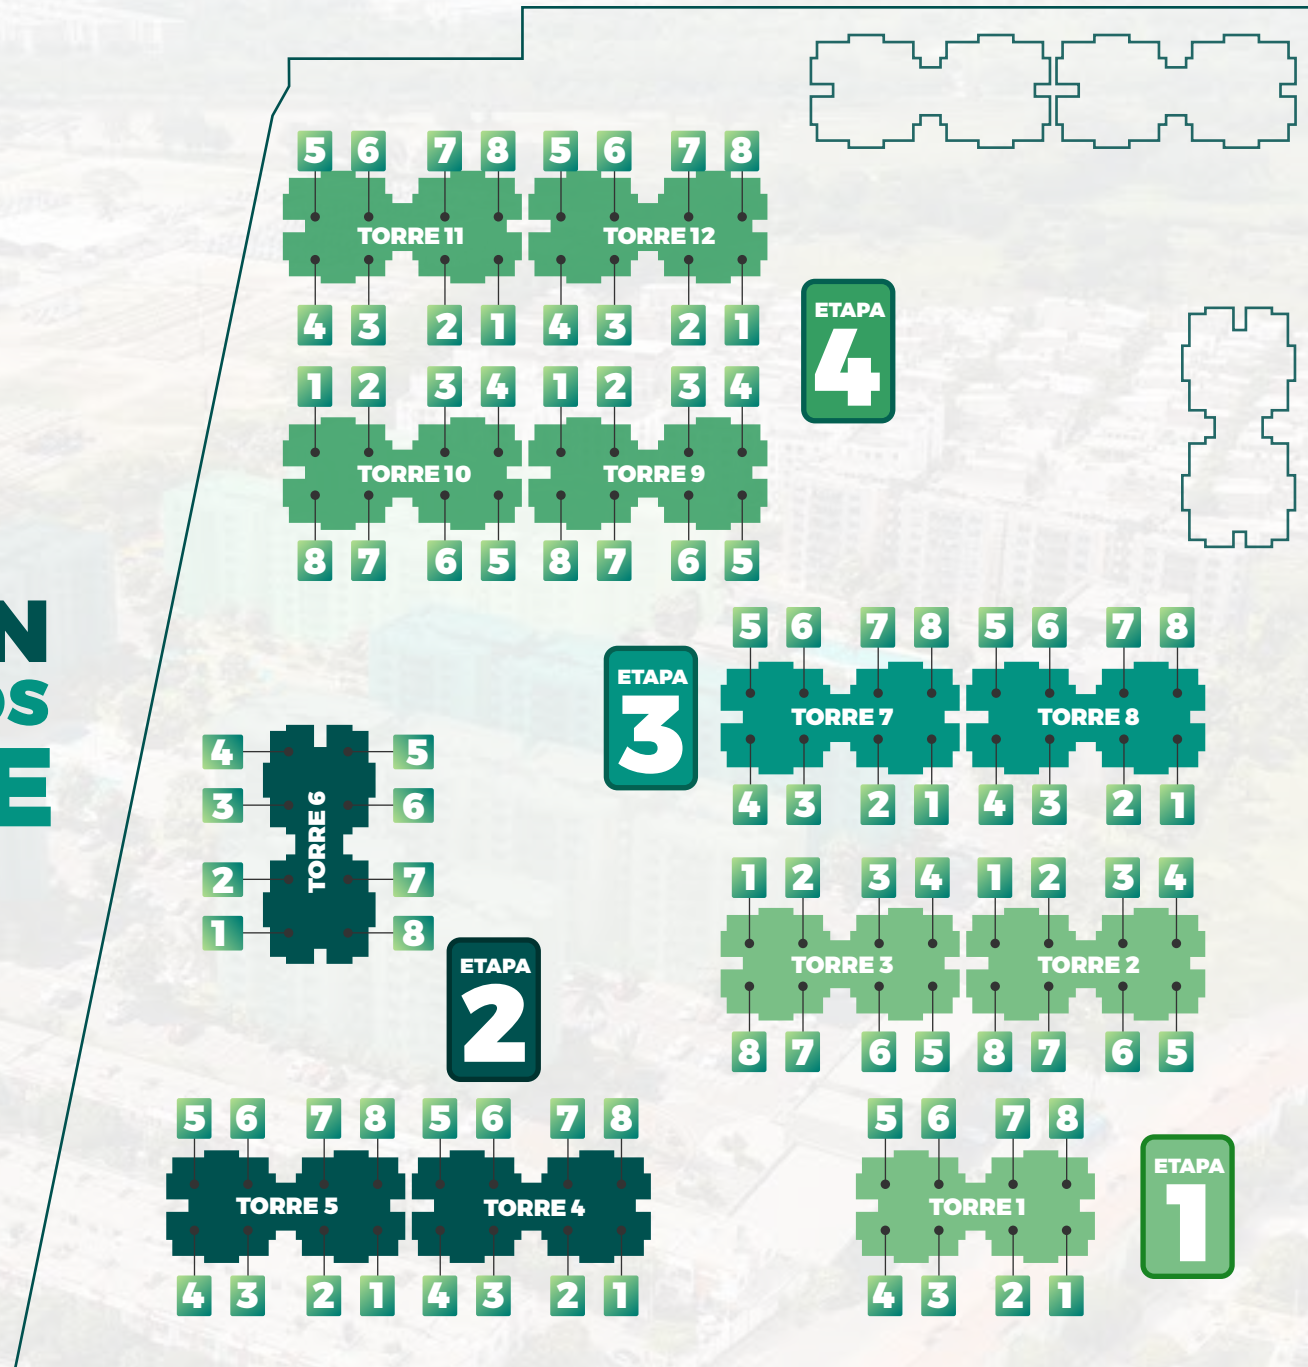 5 6 7 8 5 6 7 8
TORRE 11 TORRE 12
4 3 2 1 4 3 2 1
ETAPA
4
1 2 3 4 1 2 3 4
TORRE 10 TORRE 9
8 7 6 5 8 7 6 5
N
OS
E
5 6 7 8 5 6 7 8
ETAPA
3
TORRE 7 TORRE 8
4 3 2 1 4 3 2 1
4 5
3 6
TORRE 6
2 7
1 8
1 2 3 4 1 2 3 4
TORRE 3 TORRE 2
8 7 6 5 8 7 6 5
ETAPA
2
5 6 7 8 5 6 7 8
TORRE 5 TORRE 4
4 3 2 1 4 3 2 1
5 6 7 8
TORRE 1
4 3 2 1
ETAPA
1